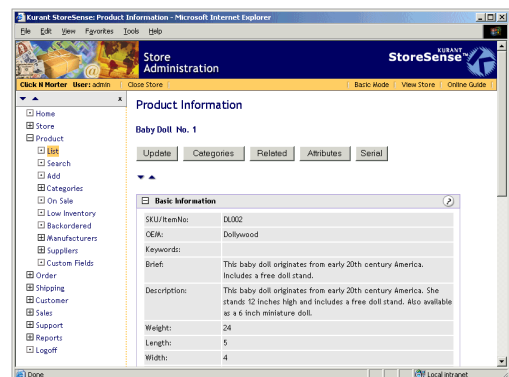 Kurant StoreSense: Product Information - Microsoft Internet Explorer
File Edit View Favorites Tools Help
Store
Administration
KURANT
StoreSense™
Click N Morter User: admin Close Store Basic Mode View Store Online Guide
x
Home
Store
Product
List
Search
Add
Categories
On Sale
Low Inventory
Backordered
Manufacturers
Suppliers
Custom Fields
Order
Shipping
Customer
Sales
Support
Reports
Logoff
Product Information
Baby Doll No. 1
Update Categories Related Attributes Serial
Basic Information ?
SKU/ItemNo: DL002
OEM: Dollywood
Keywords:
Brief: This baby doll originates from early 20th century America.
Includes a free doll stand.
Description: This baby doll originates from early 20th century America. She
stands 12 inches high and includes a free doll stand. Also available
as a 6 inch miniature doll.
Weight: 24
Length: 5
Width: 4
Done Local intranet